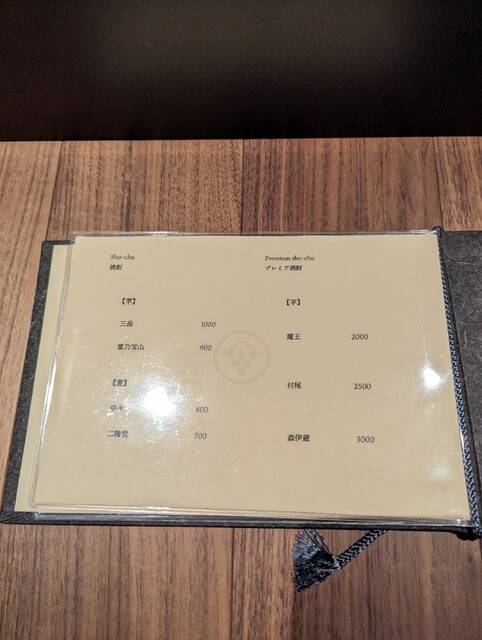 Sho-chu
焼酎
【芋】
三岳 1000
富乃宝山 900
【麦】
中々 800
二階堂 700
Premium sho-chu
プレミア焼酎
【芋】
魔王 2000
村尾 2500
森伊蔵 3000